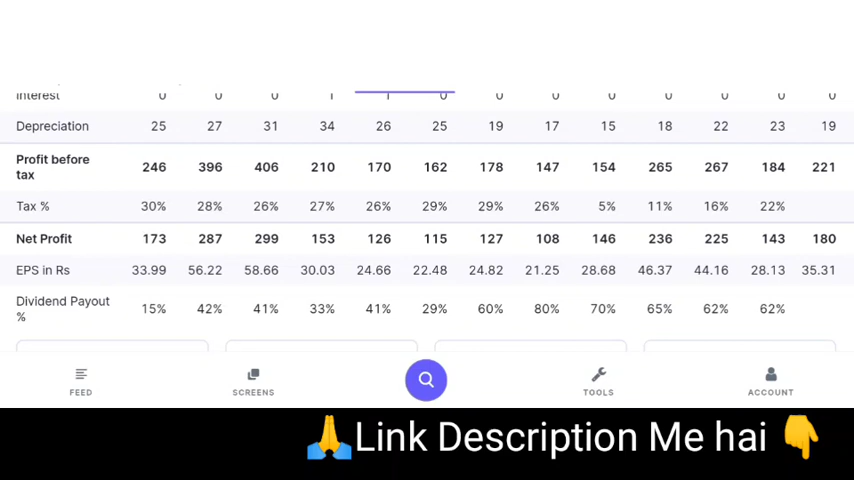 Interest 0 0 0 1 1 0 0 0 0 0 0 0 0
Depreciation 25 27 31 34 26 25 19 17 15 18 22 23 19
Profit before
tax 246 396 406 210 170 162 178 147 154 265 267 184 221
Tax % 30% 28% 26% 27% 26% 29% 29% 26% 5% 11% 16% 22%
Net Profit 173 287 299 153 126 115 127 108 146 236 225 143 180
EPS in Rs 33.99 56.22 58.66 30.03 24.66 22.48 24.82 21.25 28.68 46.37 44.16 28.13 35.31
Dividend Payout
% 15% 42% 41% 33% 41% 29% 60% 80% 70% 65% 62% 62%
FEED SCREENS TOOLS ACCOUNT
🙏Link Description Me hai 👇